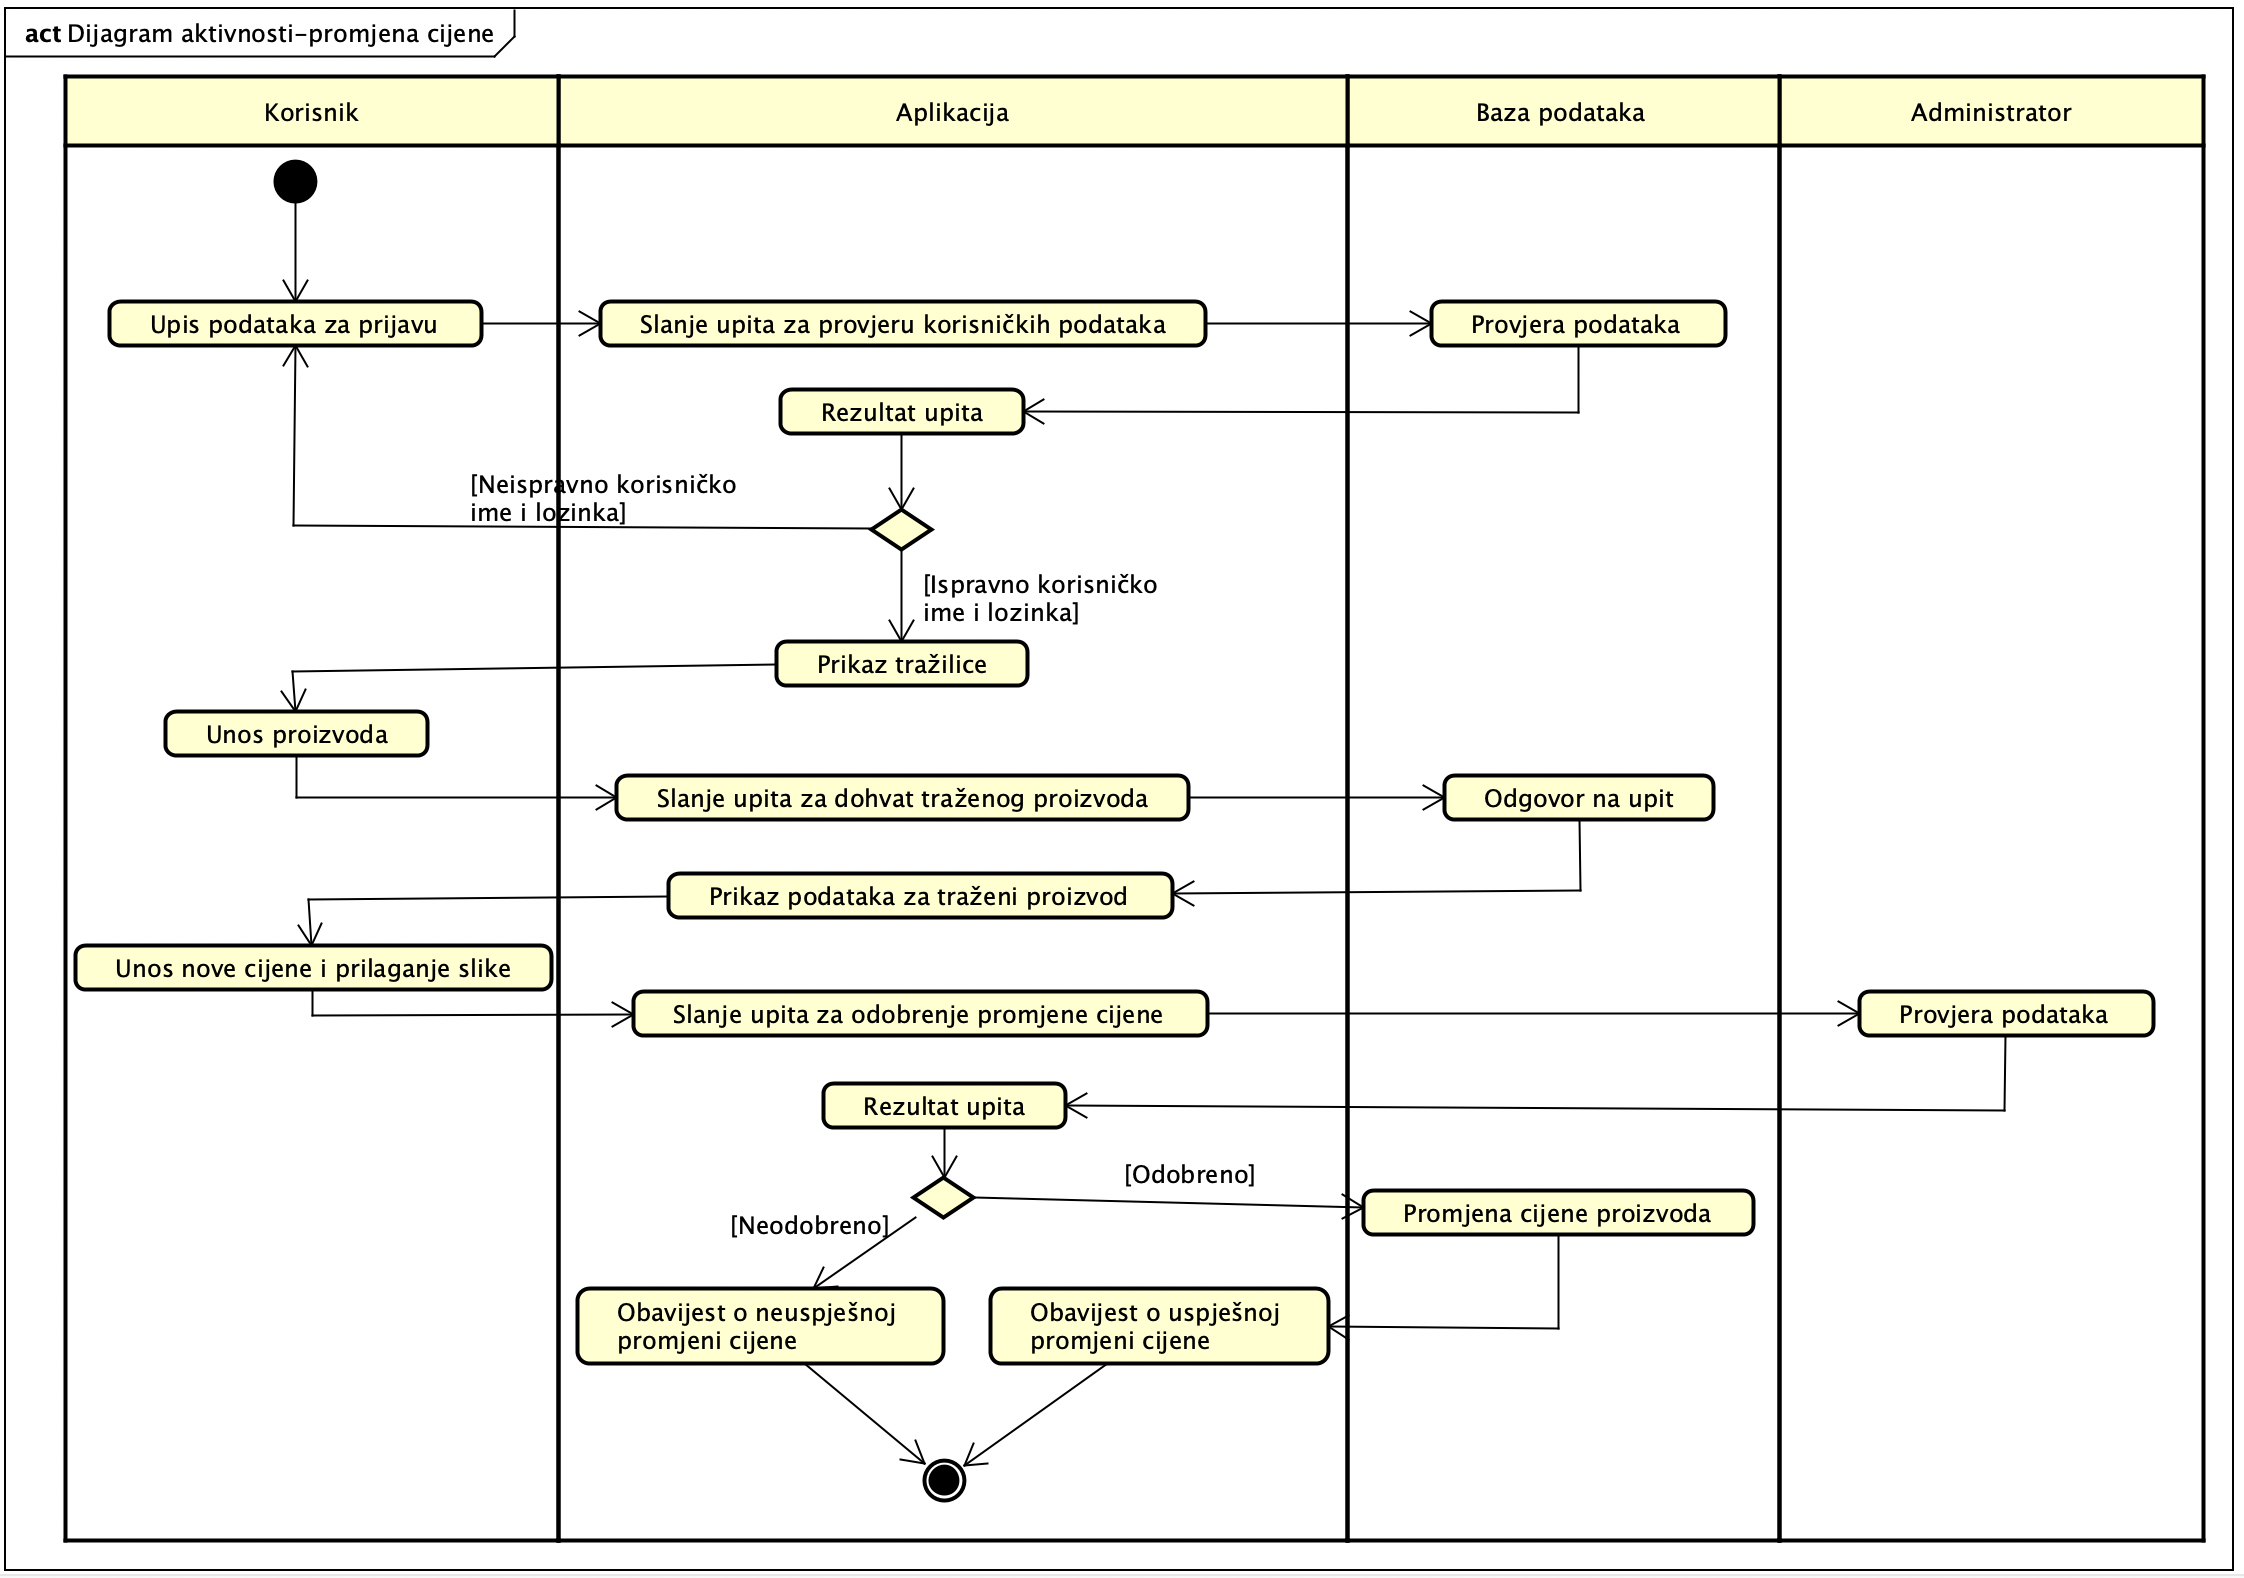 act Dijagram aktivnosti-promjena cijene
Korisnik
Aplikacija
Baza podataka
Administrator
Upis podataka za prijavu
Slanje upita za provjeru korisničkih podataka
Provjera podataka
Rezultat upita
[Neispravno korisničko
ime i lozinka]
[Ispravno korisničko
ime i lozinka]
Prikaz tražilice
Unos proizvoda
Slanje upita za dohvat traženog proizvoda
Odgovor na upit
Prikaz podataka za traženi proizvod
Unos nove cijene i prilaganje slike
Slanje upita za odobrenje promjene cijene
Provjera podataka
Rezultat upita
[Odobreno]
Promjena cijene proizvoda
[Neodobreno]
Obavijest o neuspješnoj
promjeni cijene
Obavijest o uspješnoj
promjeni cijene